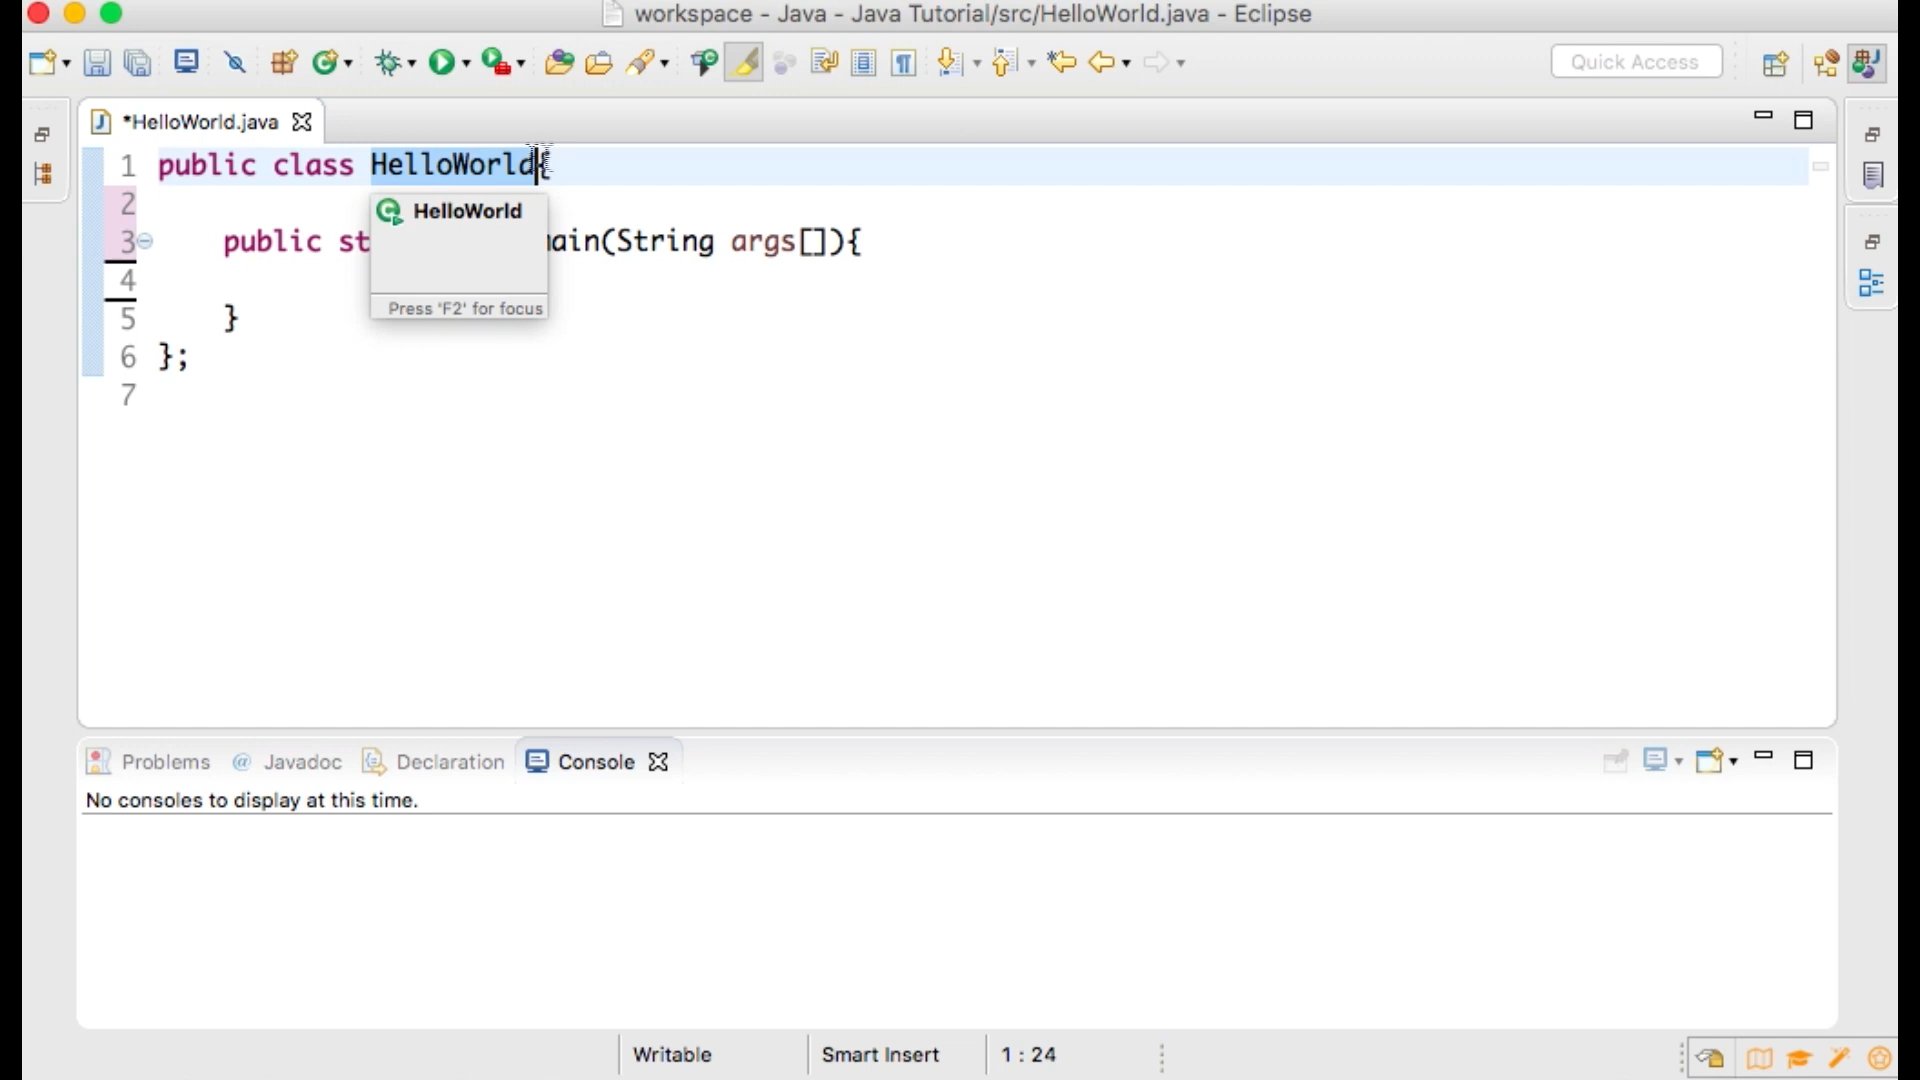 workspace - Java - Java Tutorial/src/HelloWorld.java - Eclipse
Quick Access
*HelloWorld.java
1 public class HelloWorld{
2
HelloWorld
3 public st ain(String args[]){
4
Press 'F2' for focus
5 }
6 };
7
Problems @ Javadoc Declaration Console
No consoles to display at this time.
Writable Smart Insert 1 : 24